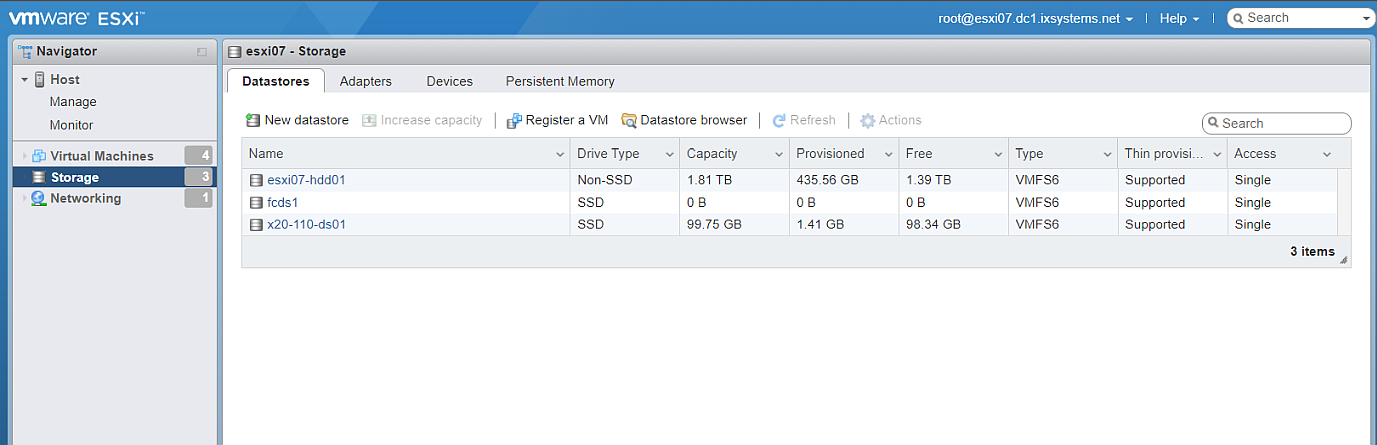 vmware® ESXi™
root@esxi07.dc1.ixsystems.net | Help | Search
Navigator
Host
Manage
Monitor
Virtual Machines 4
Storage 3
Networking 1
esxi07 - Storage
Datastores Adapters Devices Persistent Memory
New datastore Increase capacity | Register a VM Datastore browser | Refresh | Actions
Search
Name Drive Type Capacity Provisioned Free Type Thin provisi... Access
esxi07-hdd01 Non-SSD 1.81 TB 435.56 GB 1.39 TB VMFS6 Supported Single
fcds1 SSD 0 B 0 B 0 B VMFS6 Supported Single
x20-110-ds01 SSD 99.75 GB 1.41 GB 98.34 GB VMFS6 Supported Single
3 items